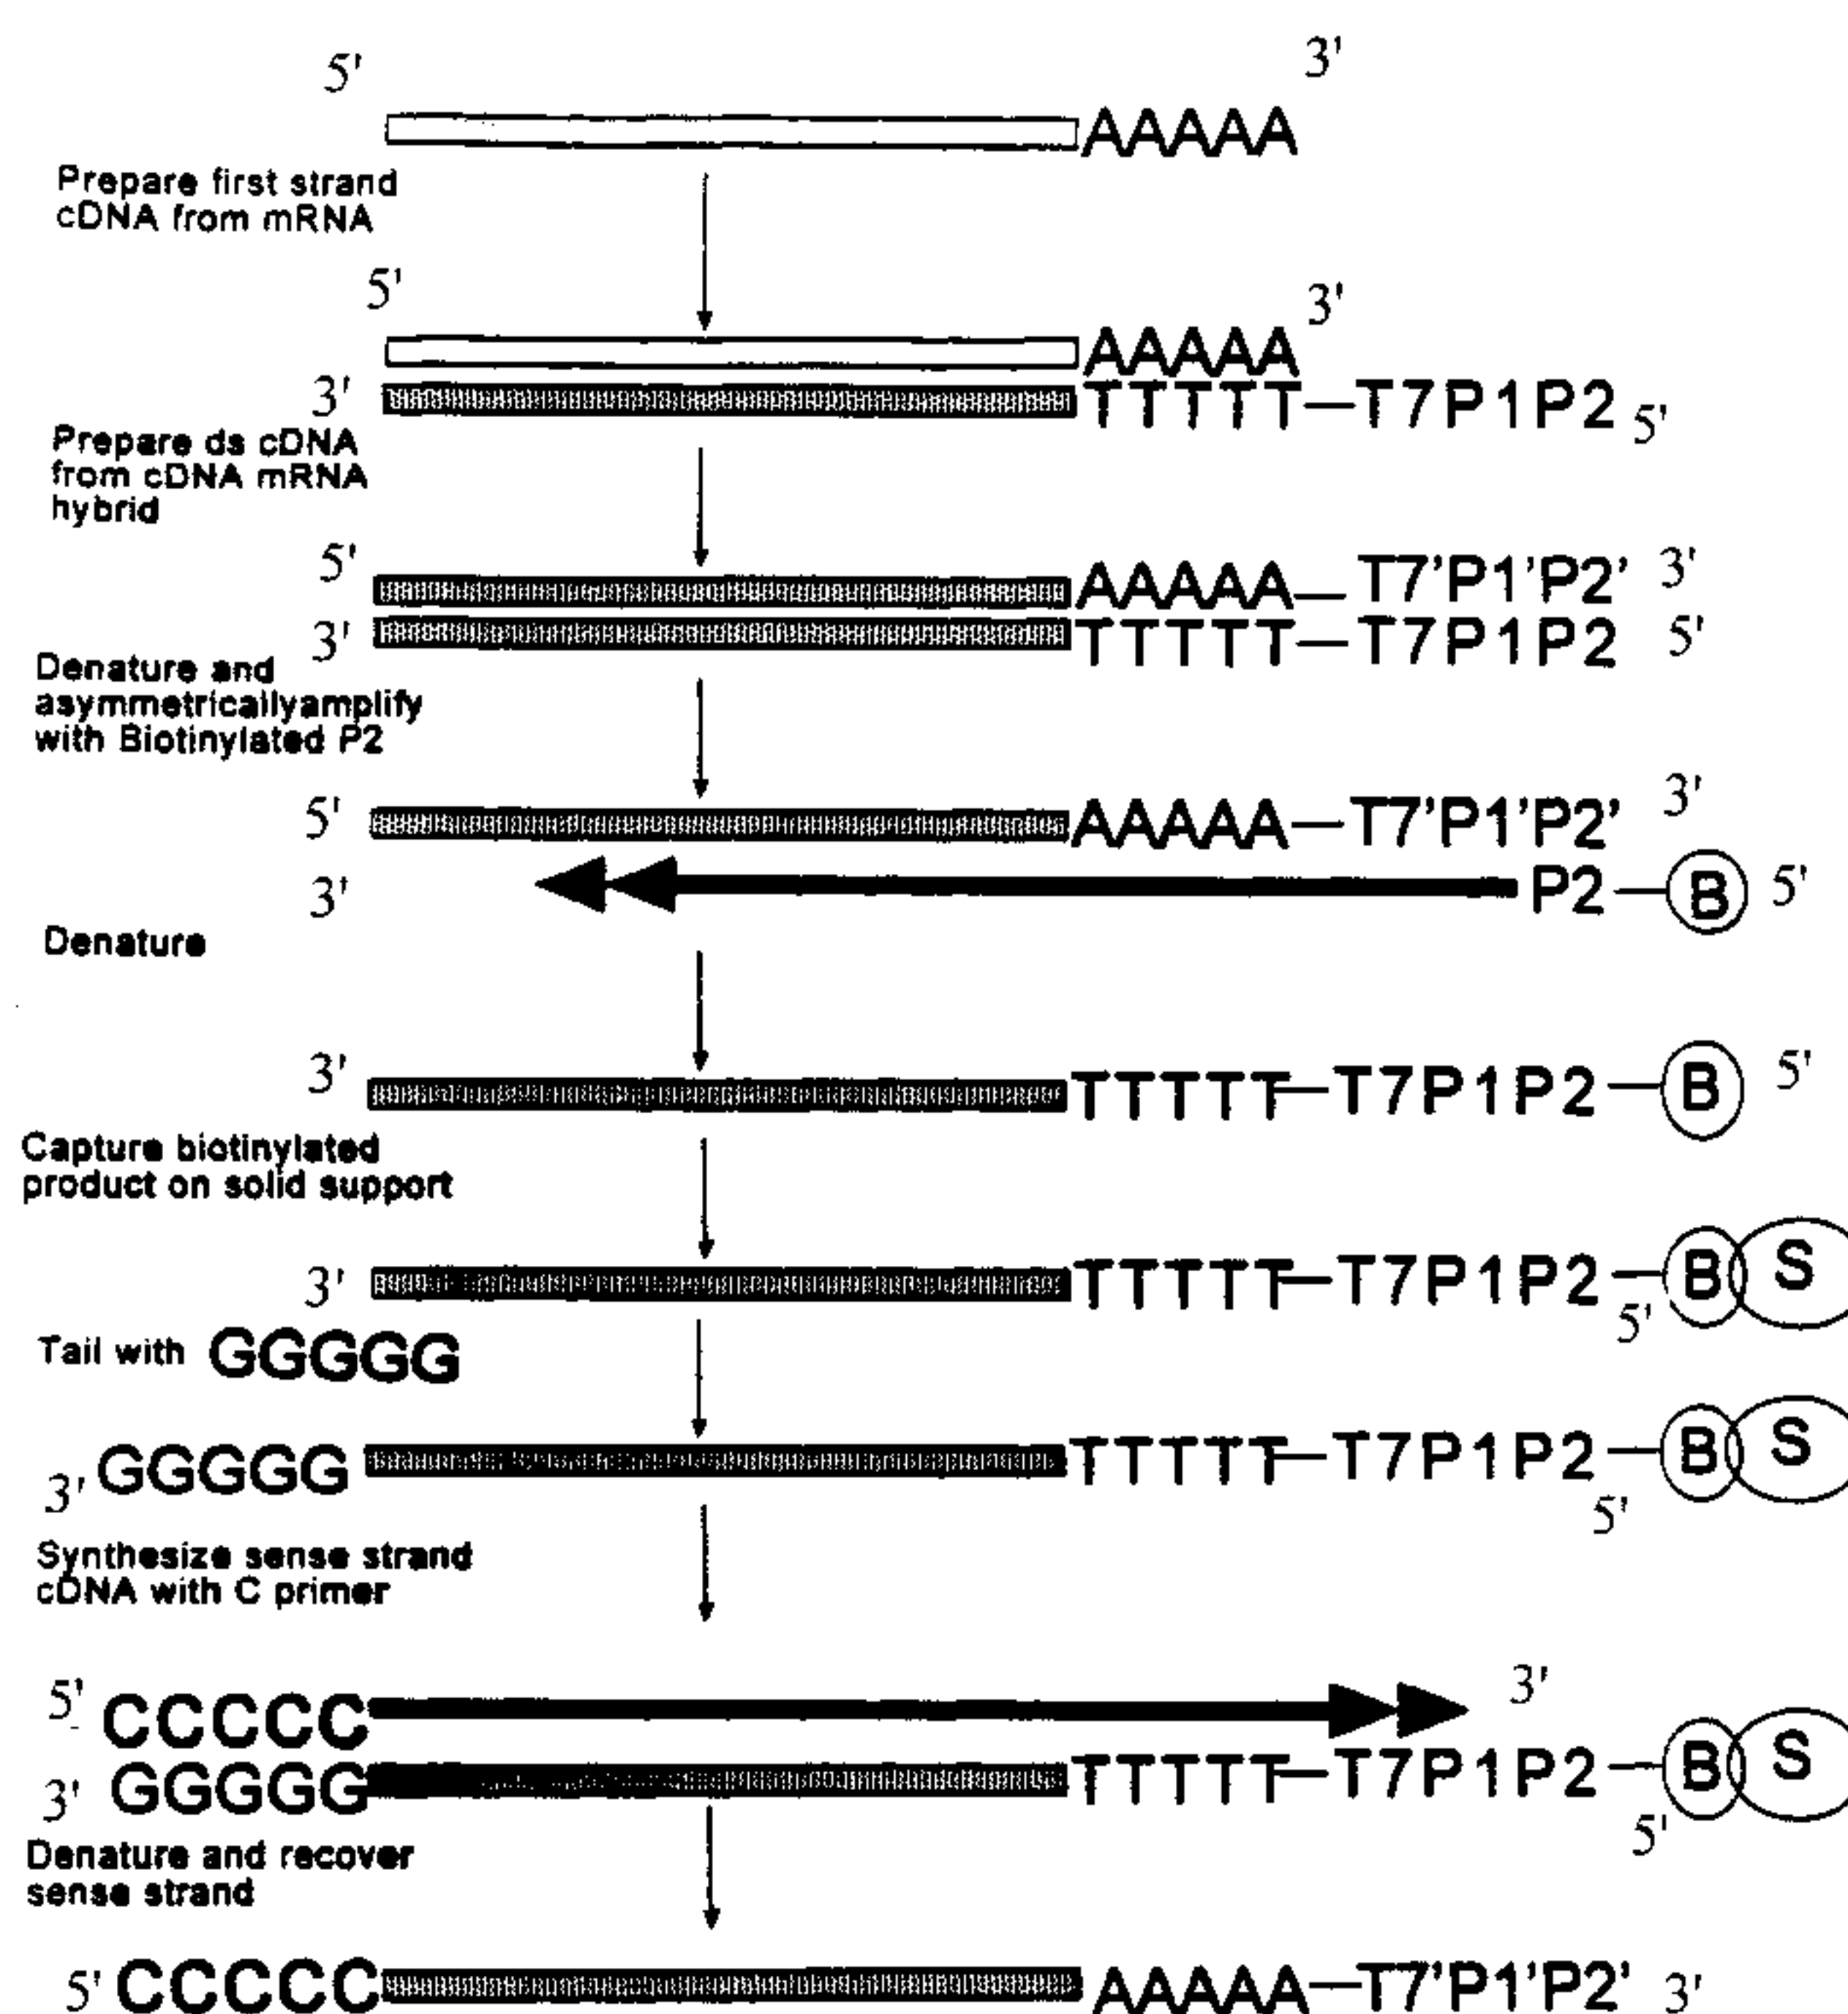 5' 3'
AAAAA
Prepare first strand
cDNA from mRNA
5' 3'
AAAAA
3' TTTTT—T7P1P2 5'
Prepare ds cDNA
from cDNA mRNA
hybrid
5' AAAAA— T7'P1'P2' 3'
3' TTTTT—T7P1P2 5'
Denature and
asymmetricallyamplify
with Biotinylated P2
5' AAAAA—T7'P1'P2' 3'
3' P2—B 5'
Denature
3' TTTTT—T7P1P2—B 5'
Capture biotinylated
product on solid support
3' TTTTT—T7P1P2—B S
5'
Tail with GGGGG
3' GGGGG TTTTT—T7P1P2—B S
5'
Synthesize sense strand
cDNA with C primer
5' CCCCC 3'
3' GGGGG TTTTT—T7P1P2—B S
5'
Denature and recover
sense strand
5' CCCCC AAAAA—T7'P1'P2' 3'